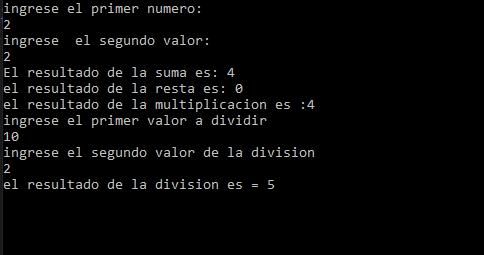 ingrese el primer numero:
2
ingrese  el segundo valor:
2
El resultado de la suma es: 4
el resultado de la resta es: 0
el resultado de la multiplicacion es :4
ingrese el primer valor a dividir
10
ingrese el segundo valor de la division
2
el resultado de la division es = 5